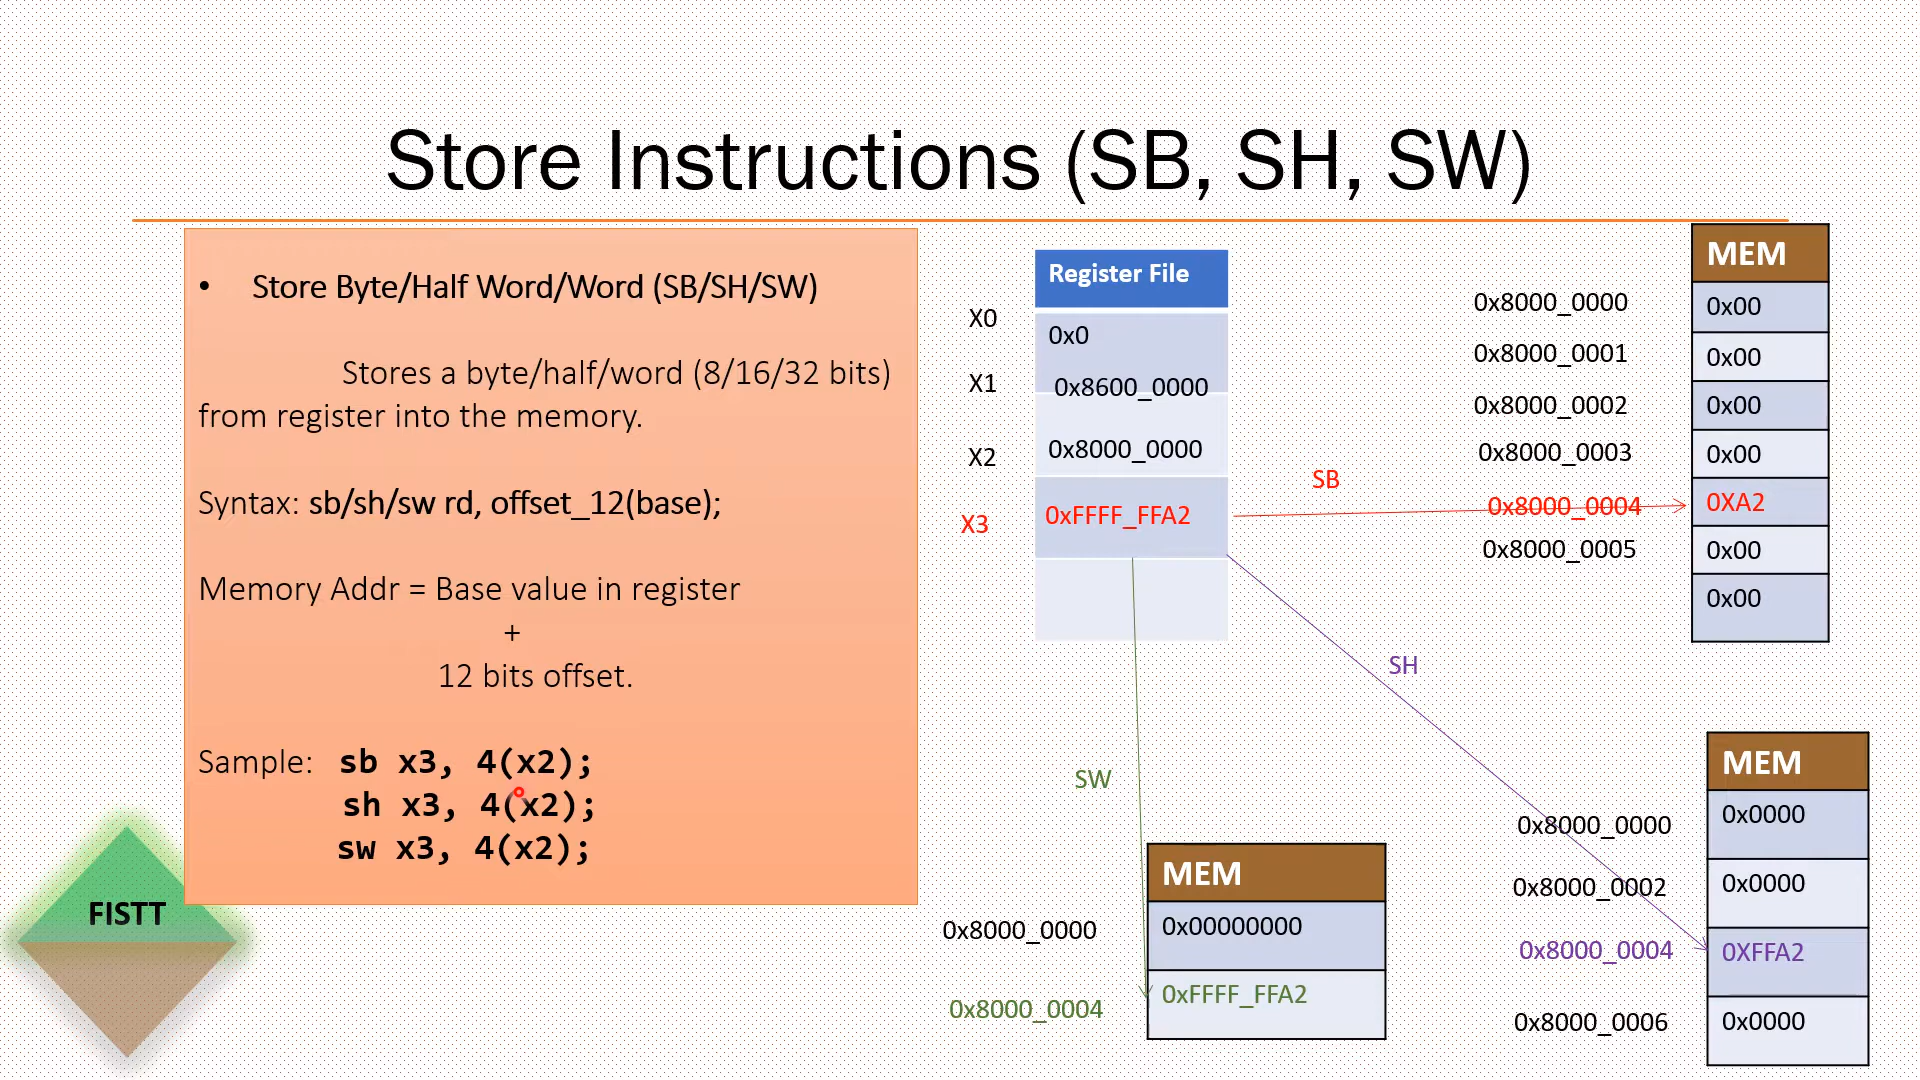 Store Instructions (SB, SH, SW)
• Store Byte/Half Word/Word (SB/SH/SW)
Stores a byte/half/word (8/16/32 bits)
from register into the memory.
Syntax: sb/sh/sw rd, offset_12(base);
Memory Addr = Base value in register
+
12 bits offset.
Sample: sb x3, 4(x2);
sh x3, 4(x2);
sw x3, 4(x2);
FISTT
Register File
X0 0x0
X1 0x8600_0000
X2 0x8000_0000
X3 0xFFFF_FFA2
SB
SH
SW
MEM
0x8000_0000 0x00
0x8000_0001 0x00
0x8000_0002 0x00
0x8000_0003 0x00
0x8000_0004 0XA2
0x8000_0005 0x00
0x00
MEM
0x8000_0000 0x00000000
0x8000_0004 0xFFFF_FFA2
MEM
0x8000_0000 0x0000
0x8000_0002 0x0000
0x8000_0004 0XFFA2
0x8000_0006 0x0000